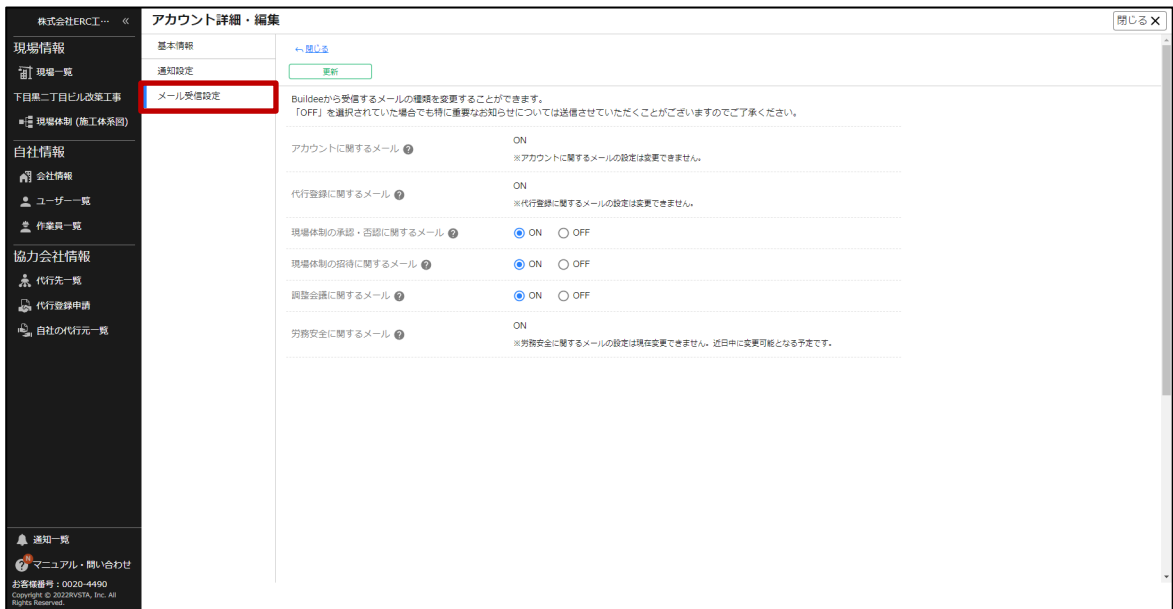 株式会社ERC工… «
現場情報
現場一覧
下目黒二丁目ビル改築工事
現場体制 (施工体系図)
自社情報
会社情報
ユーザー一覧
作業員一覧
協力会社情報
代行先一覧
代行登録申請
自社の代行元一覧
通知一覧
N
マニュアル・問い合わせ
お客様番号：0020-4490
Copyright © 2022RVSTA, Inc. All
Rights Reserved.
アカウント詳細・編集
閉じる X
基本情報
通知設定
メール受信設定
閉じる
更新
Buildeeから受信するメールの種類を変更することができます。
「OFF」を選択されていた場合でも特に重要なお知らせについては送信させていただくことがございますのでご了承ください。
アカウントに関するメール ?
ON
※アカウントに関するメールの設定は変更できません。
代行登録に関するメール ?
ON
※代行登録に関するメールの設定は変更できません。
現場体制の承認・否認に関するメール ? ON OFF
現場体制の招待に関するメール ? ON OFF
調整会議に関するメール ? ON OFF
労務安全に関するメール ?
ON
※労務安全に関するメールの設定は現在変更できません。近日中に変更可能となる予定です。